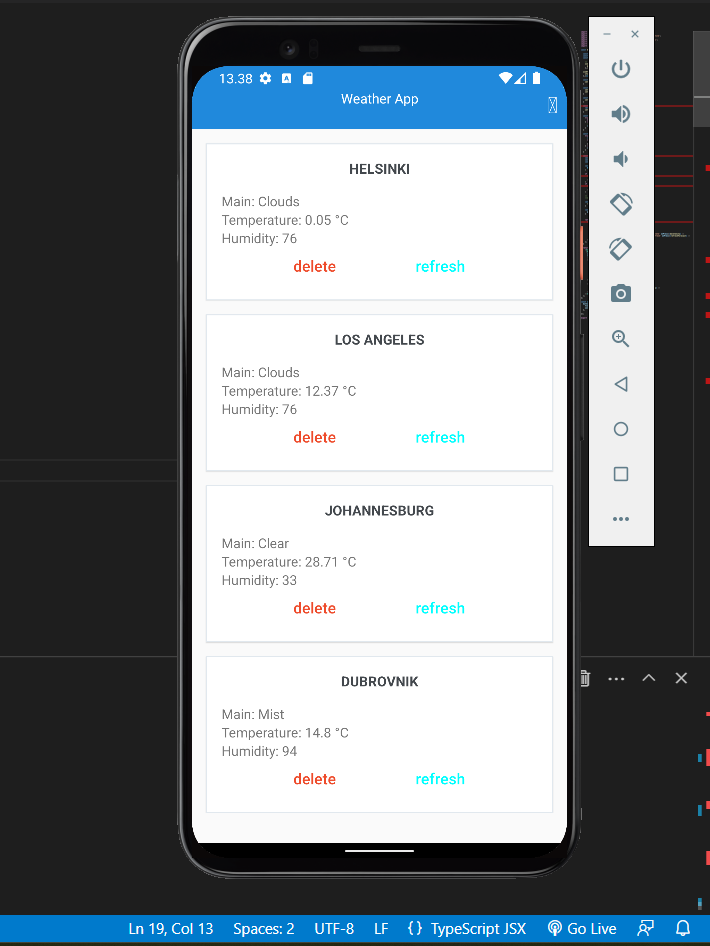 13.38
Weather App
HELSINKI
Main: Clouds
Temperature: 0.05 °C
Humidity: 76
delete refresh
LOS ANGELES
Main: Clouds
Temperature: 12.37 °C
Humidity: 76
delete refresh
JOHANNESBURG
Main: Clear
Temperature: 28.71 °C
Humidity: 33
delete refresh
DUBROVNIK
Main: Mist
Temperature: 14.8 °C
Humidity: 94
delete refresh
Ln 19, Col 13 Spaces: 2 UTF-8 LF {} TypeScript JSX Go Live